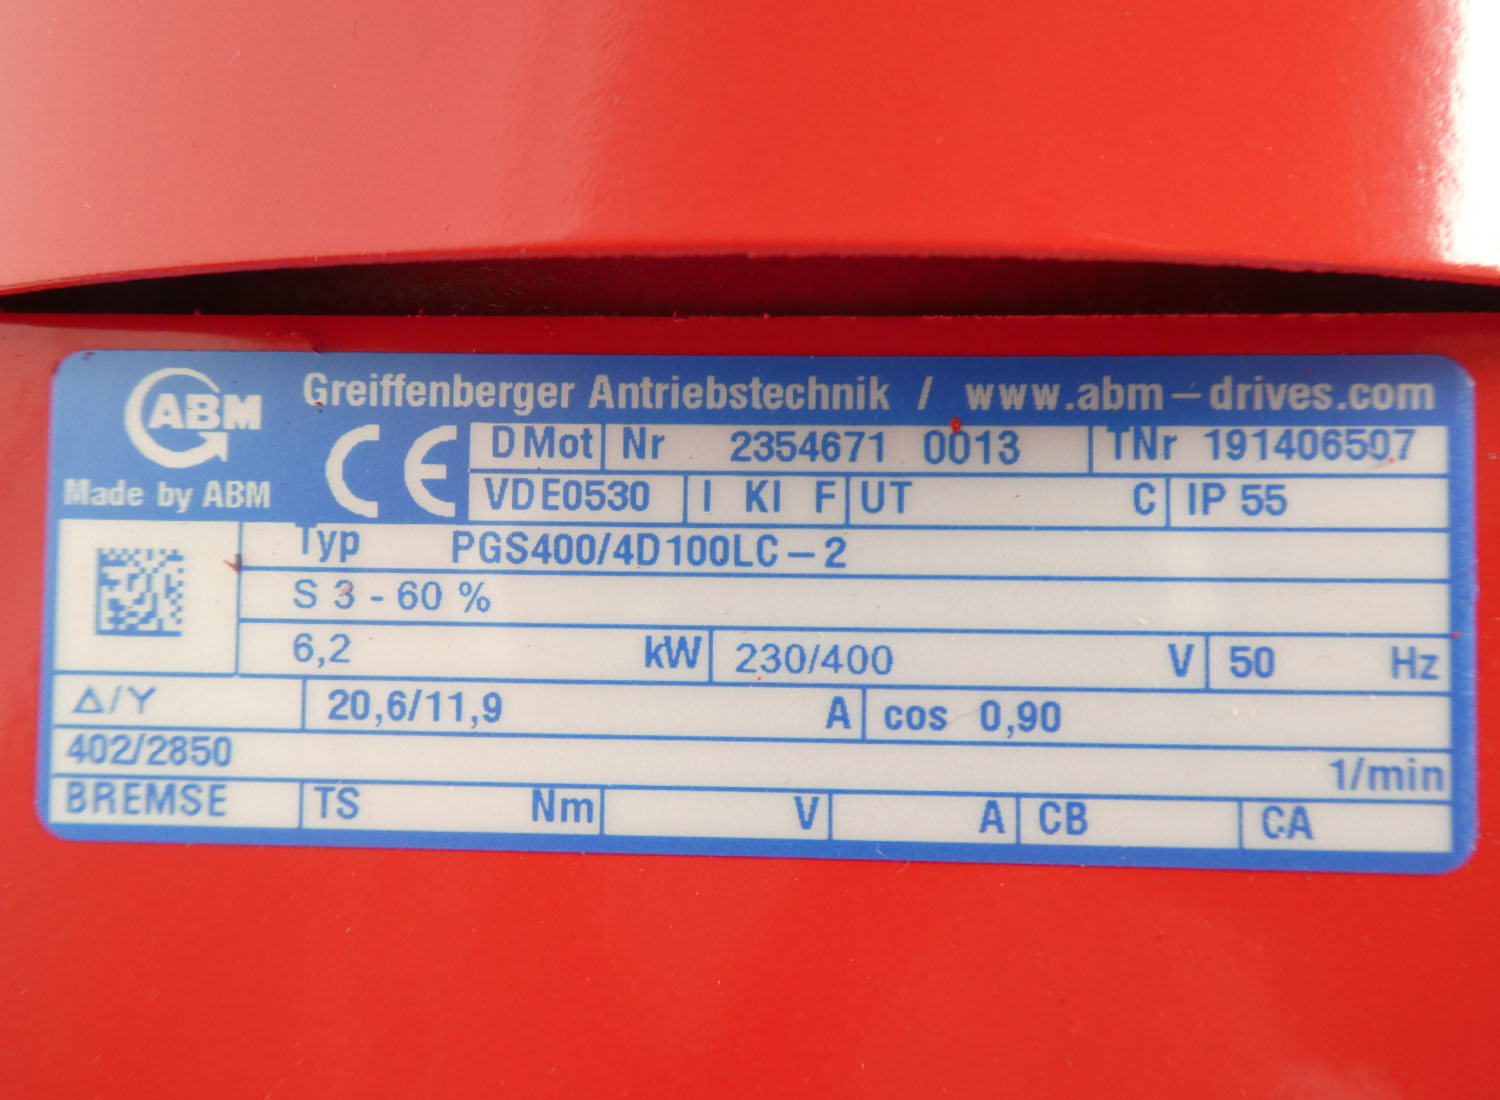 ABM
Made by ABM
Greiffenberger Antriebstechnik / www.abm-drives.com
CE
D Mot Nr 2354671 0013 TNr 191406507
VDE0530 I KI F UT C IP 55
Typ PGS400/4D100LC-2
S 3 - 60 %
6,2 kW 230/400 V 50 Hz
Δ/Y 20,6/11,9 A cos 0,90
402/2850 1/min
BREMSE TS Nm V A CB CA